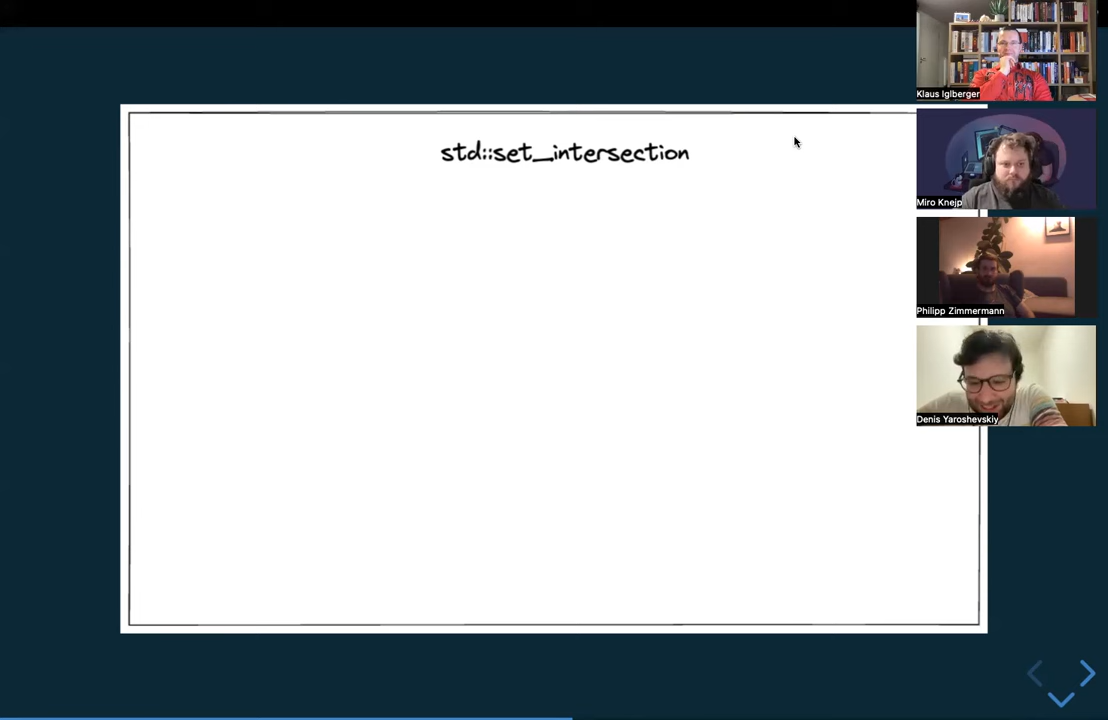 std::set_intersection
Klaus Iglberger
Miro Knejp
Philipp Zimmermann
Denis Yaroshevskiy